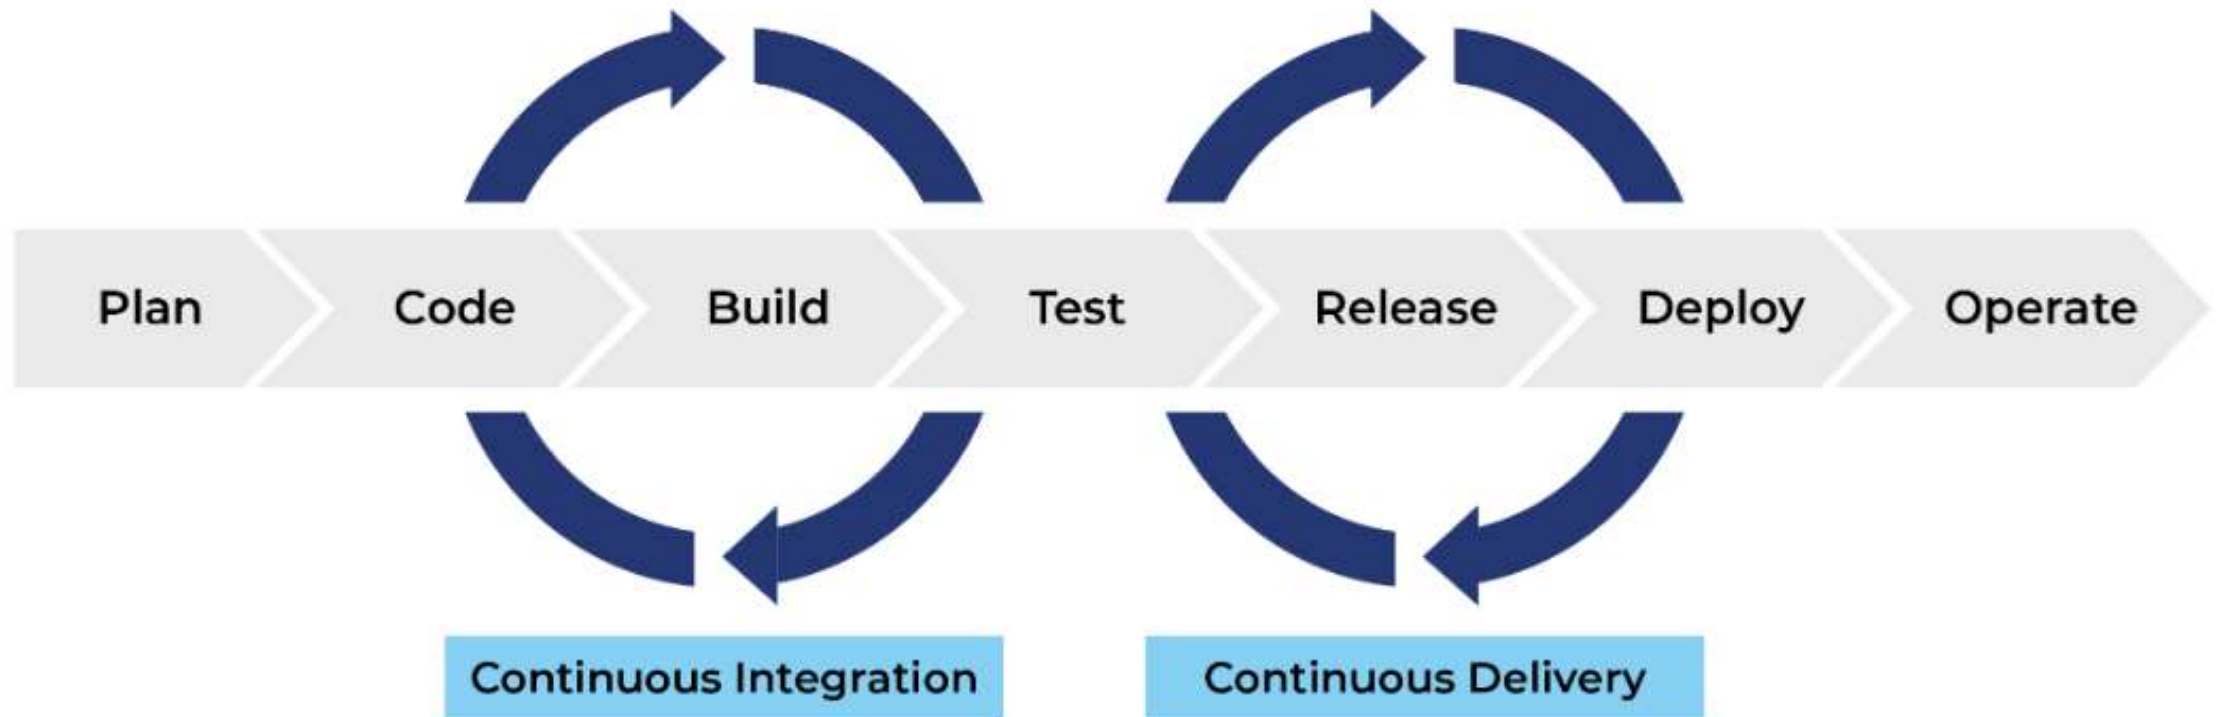 Plan Code Build Test Release Deploy Operate
Continuous Integration Continuous Delivery